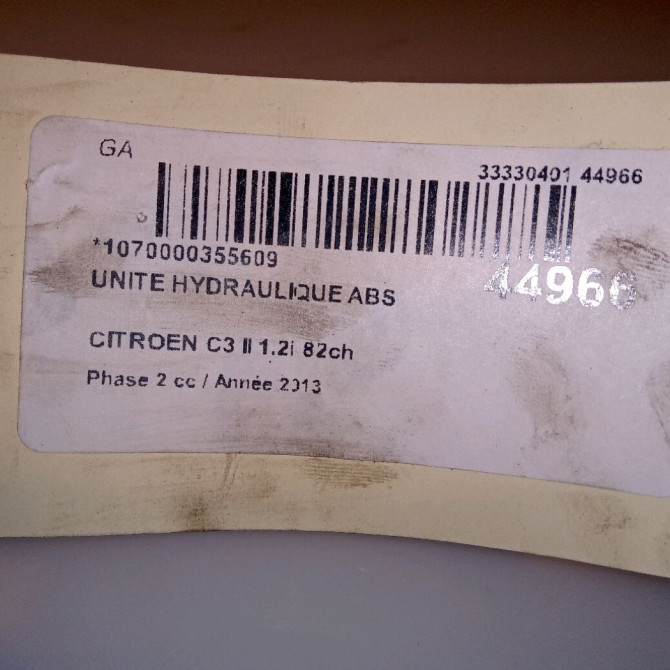 GA
33330401 44966
*1070000355609
44966
UNITE HYDRAULIQUE ABS
CITROEN C3 II 1.2i 82ch
Phase 2 cc / Année 2013